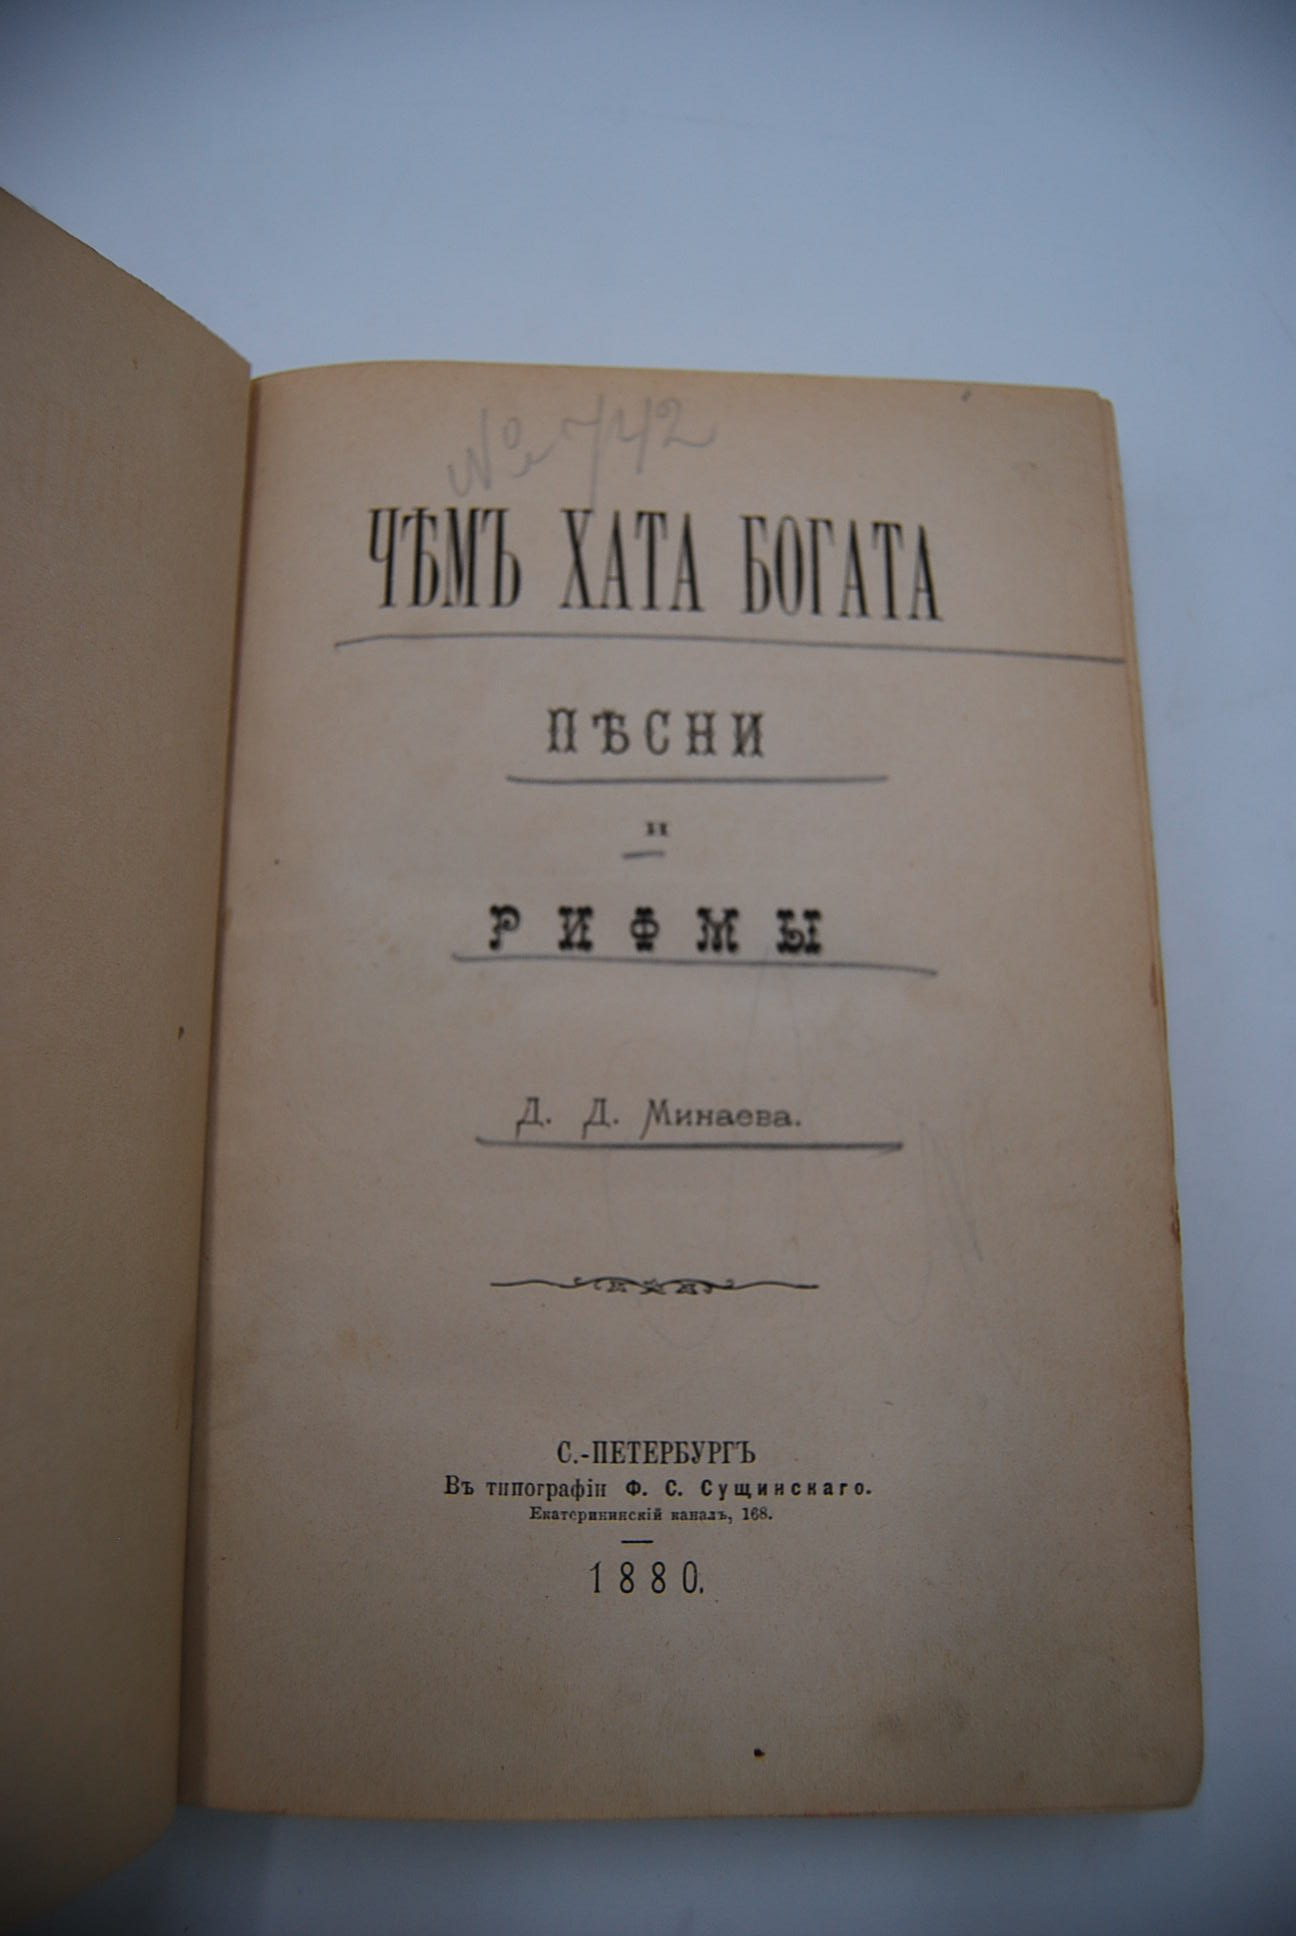 № 742
ЧѢМЪ ХАТА БОГАТА
ПѢСНИ
и
РИФМЫ
Д. Д. Минаева.
С.-ПЕТЕРБУРГЪ
Въ типографіи Ф. С. Сущинскаго.
Екатерининскій каналъ, 168.
1880.